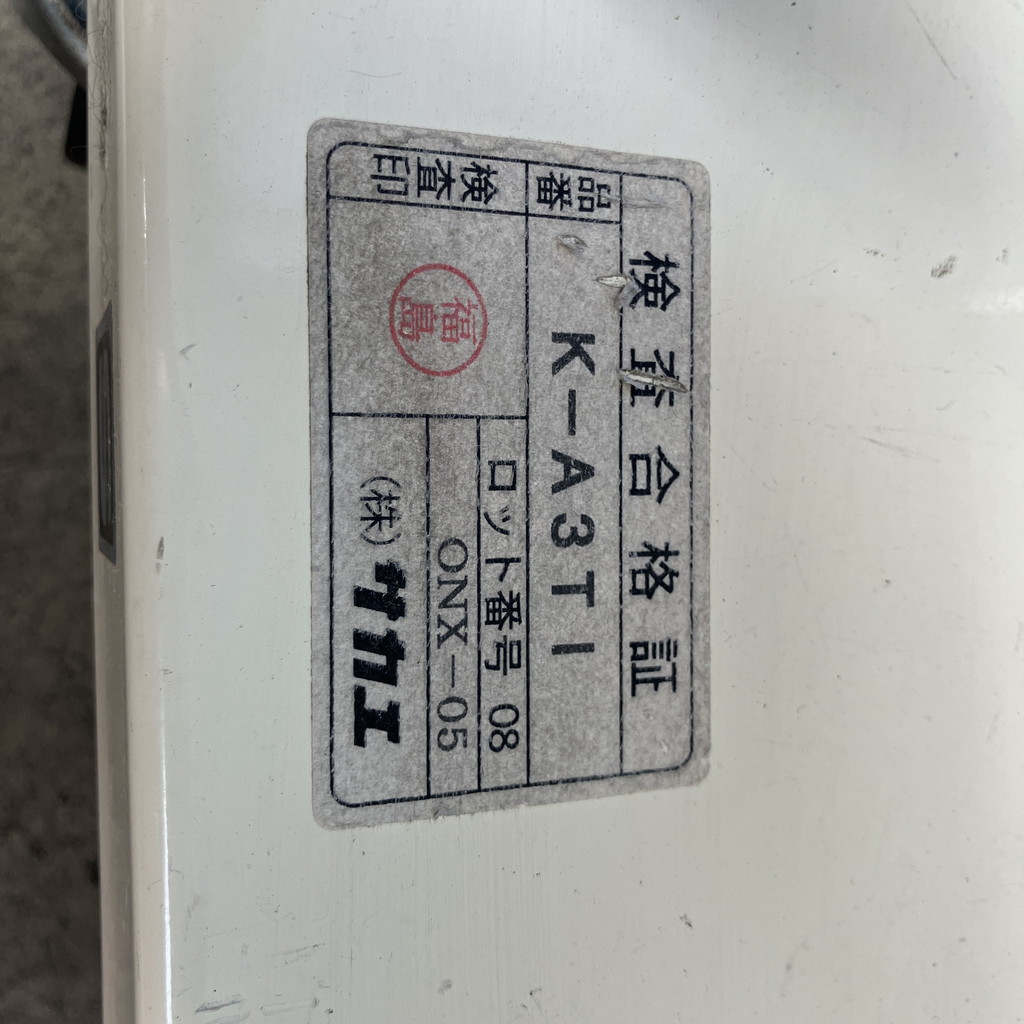 検査合格証
品番 K-A3TI
検査印 福島
ロット番号 08
ONX-05
(株)サカエ